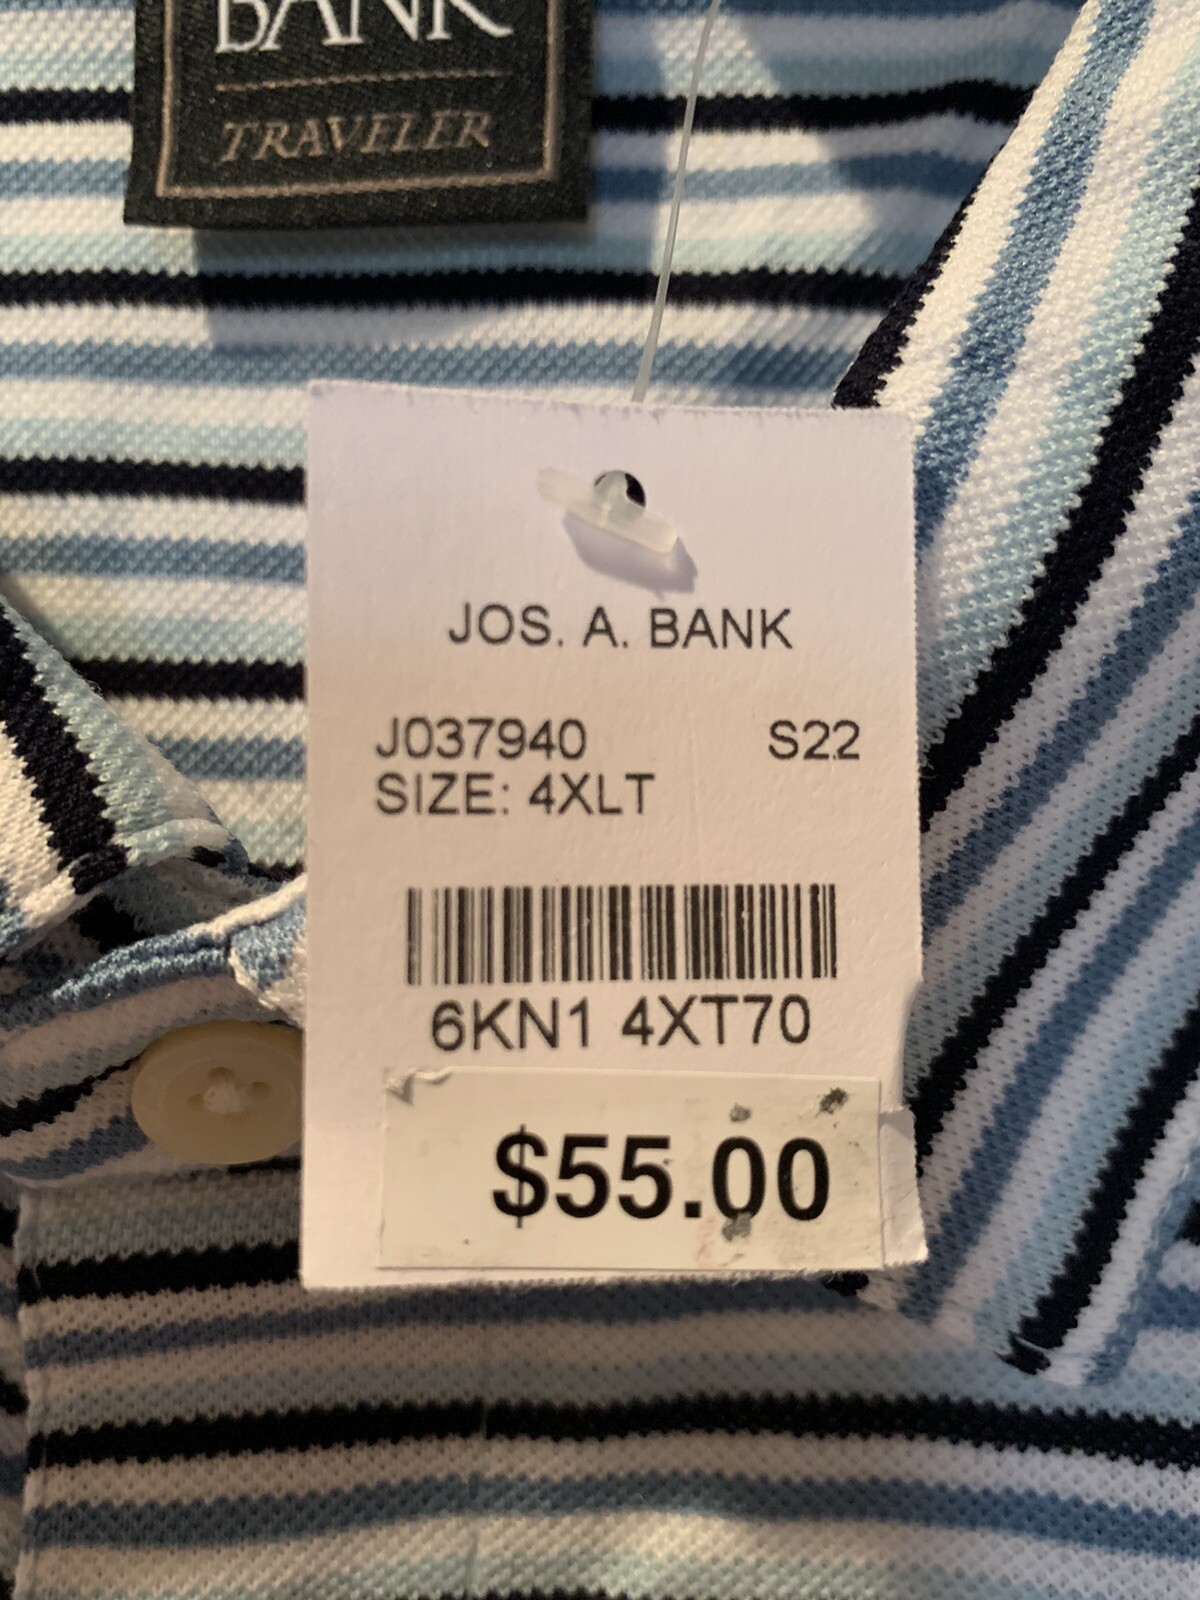 BANK
TRAVELER
JOS. A. BANK
J037940 S22
SIZE: 4XLT
6KN1 4XT70
$55.00